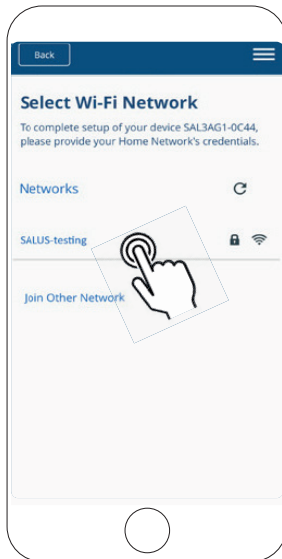 Back
Select Wi-Fi Network
To complete setup of your device SAL3AG1-0C44,
please provide your Home Network's credentials.
Networks
SALUS-testing
Join Other Network